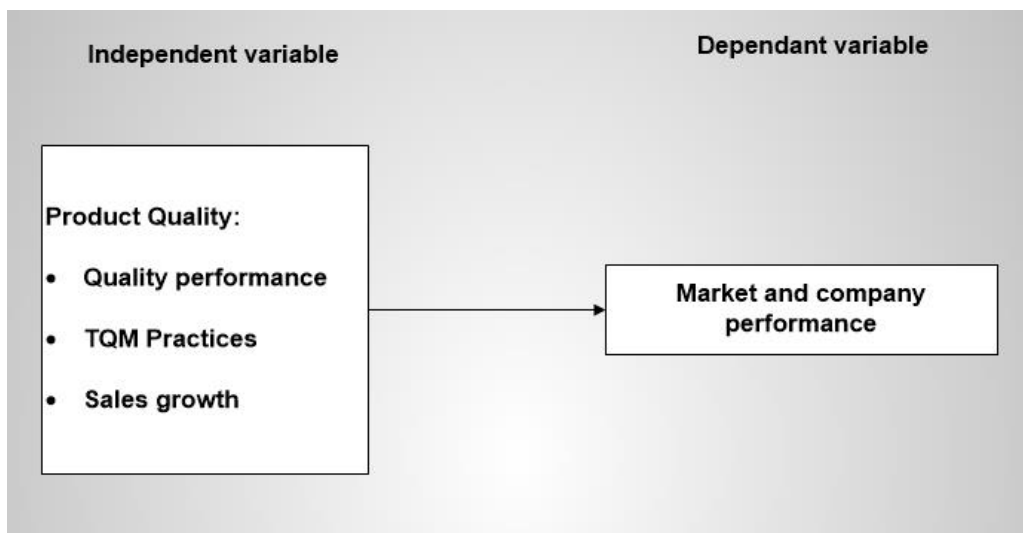 Independent variable
Dependant variable
Product Quality:
• Quality performance
• TQM Practices
• Sales growth
Market and company
performance